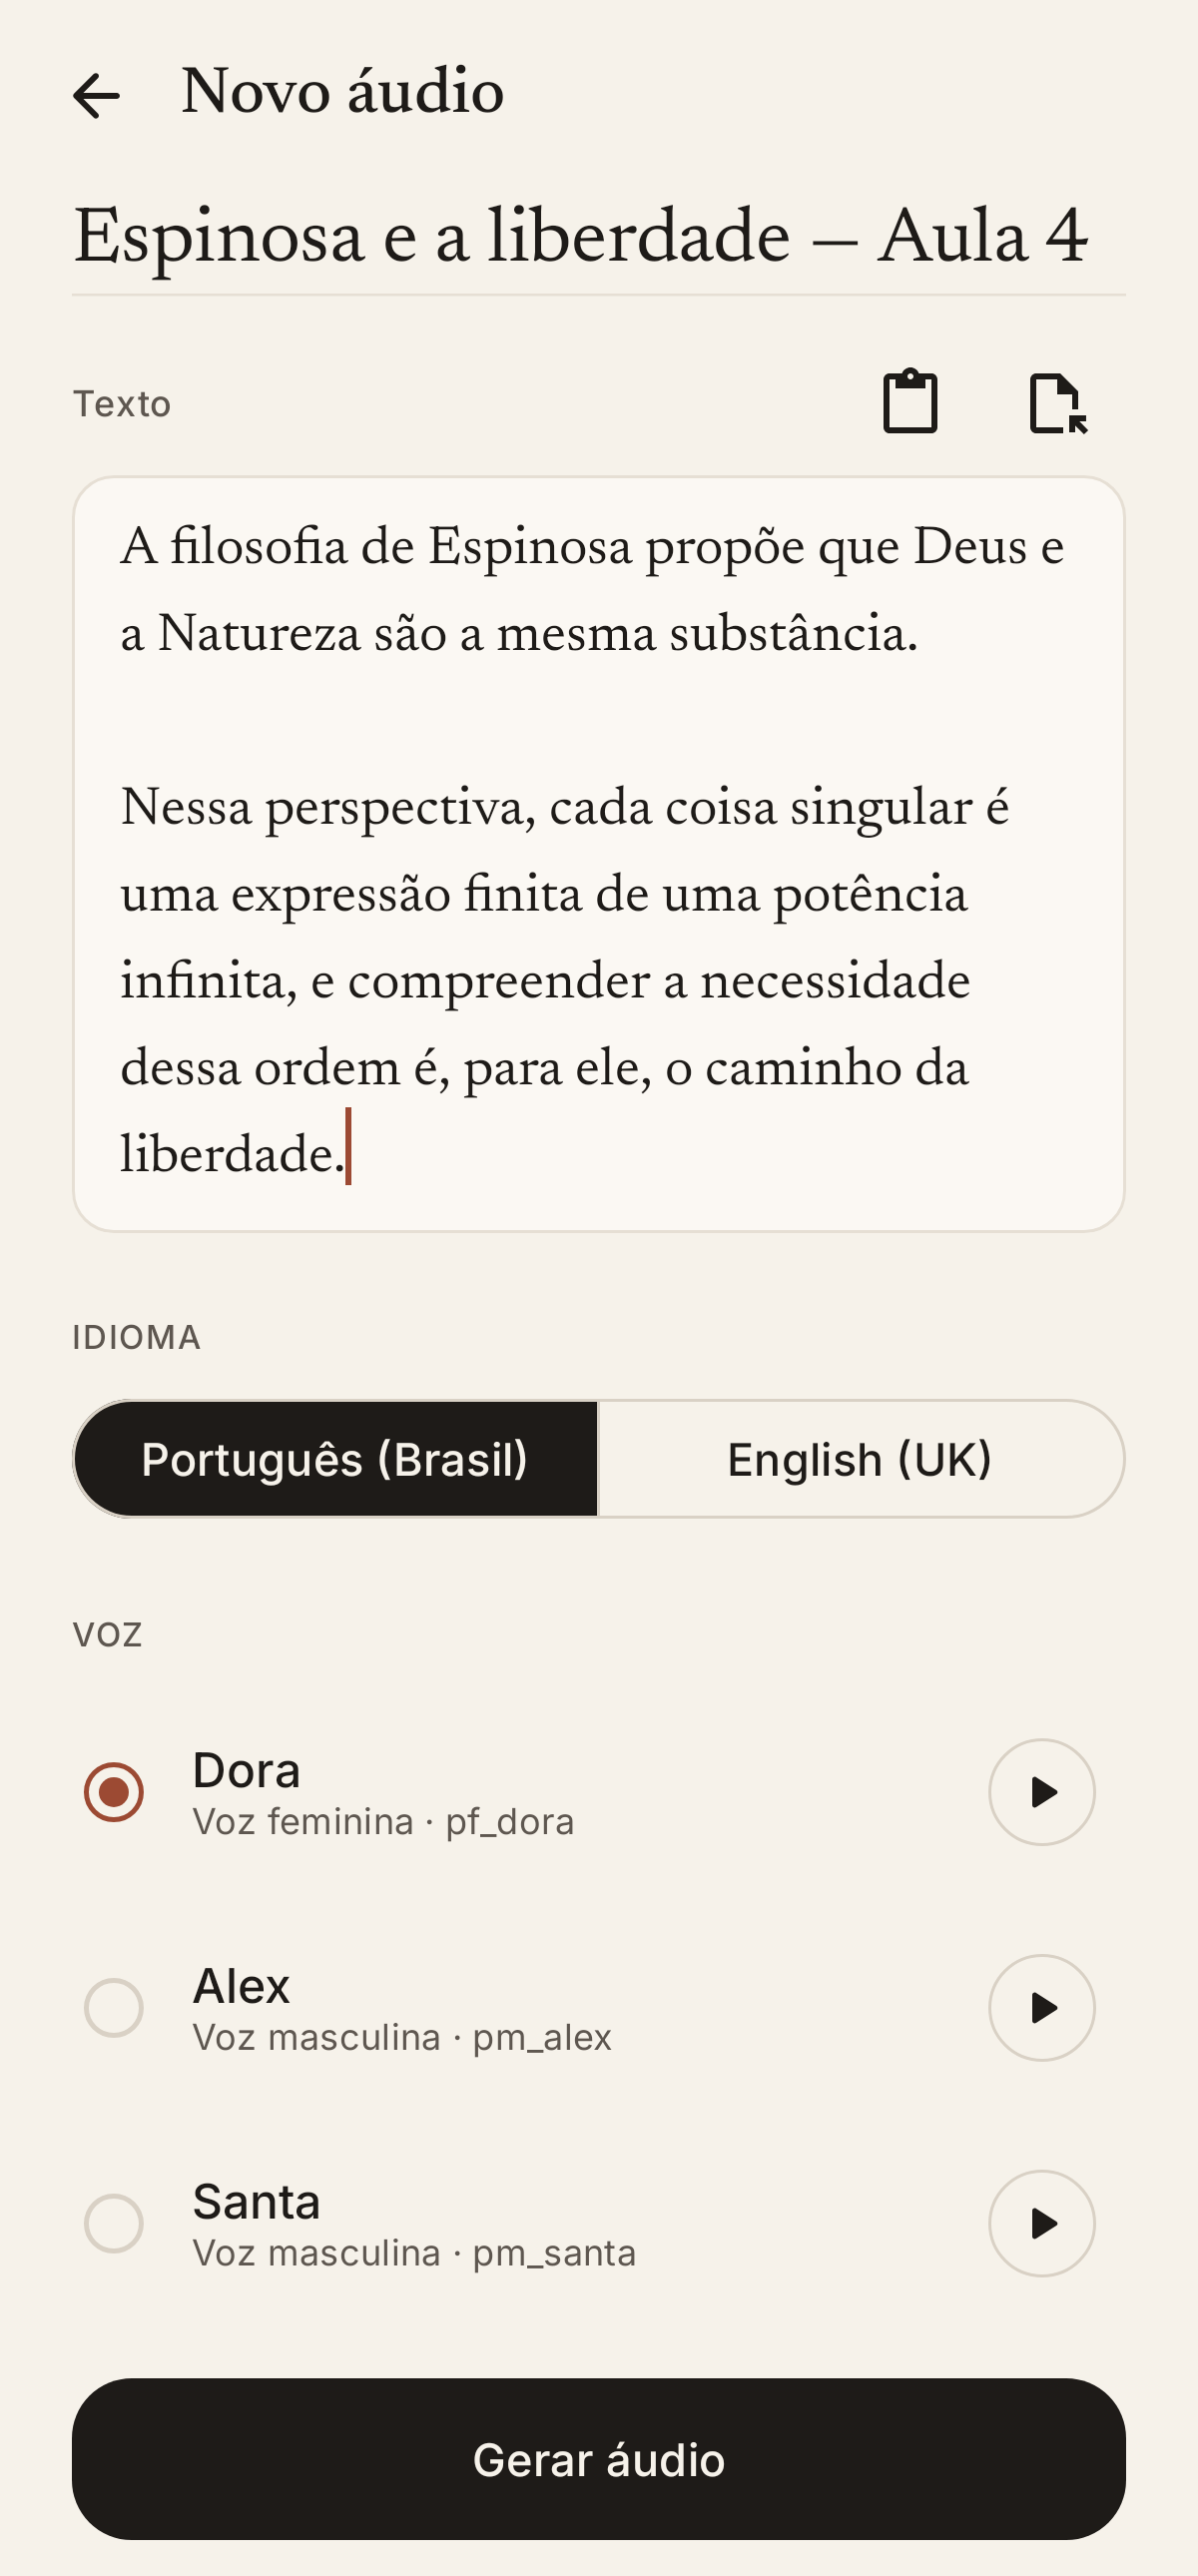 Novo áudio
Espinosa e a liberdade — Aula 4
Texto
A filosofia de Espinosa propõe que Deus e
a Natureza são a mesma substância.
Nessa perspectiva, cada coisa singular é
uma expressão finita de uma potência
infinita, e compreender a necessidade
dessa ordem é, para ele, o caminho da
liberdade.
IDIOMA
Português (Brasil)
English (UK)
VOZ
Dora
Voz feminina · pf_dora
Alex
Voz masculina · pm_alex
Santa
Voz masculina · pm_santa
Gerar áudio